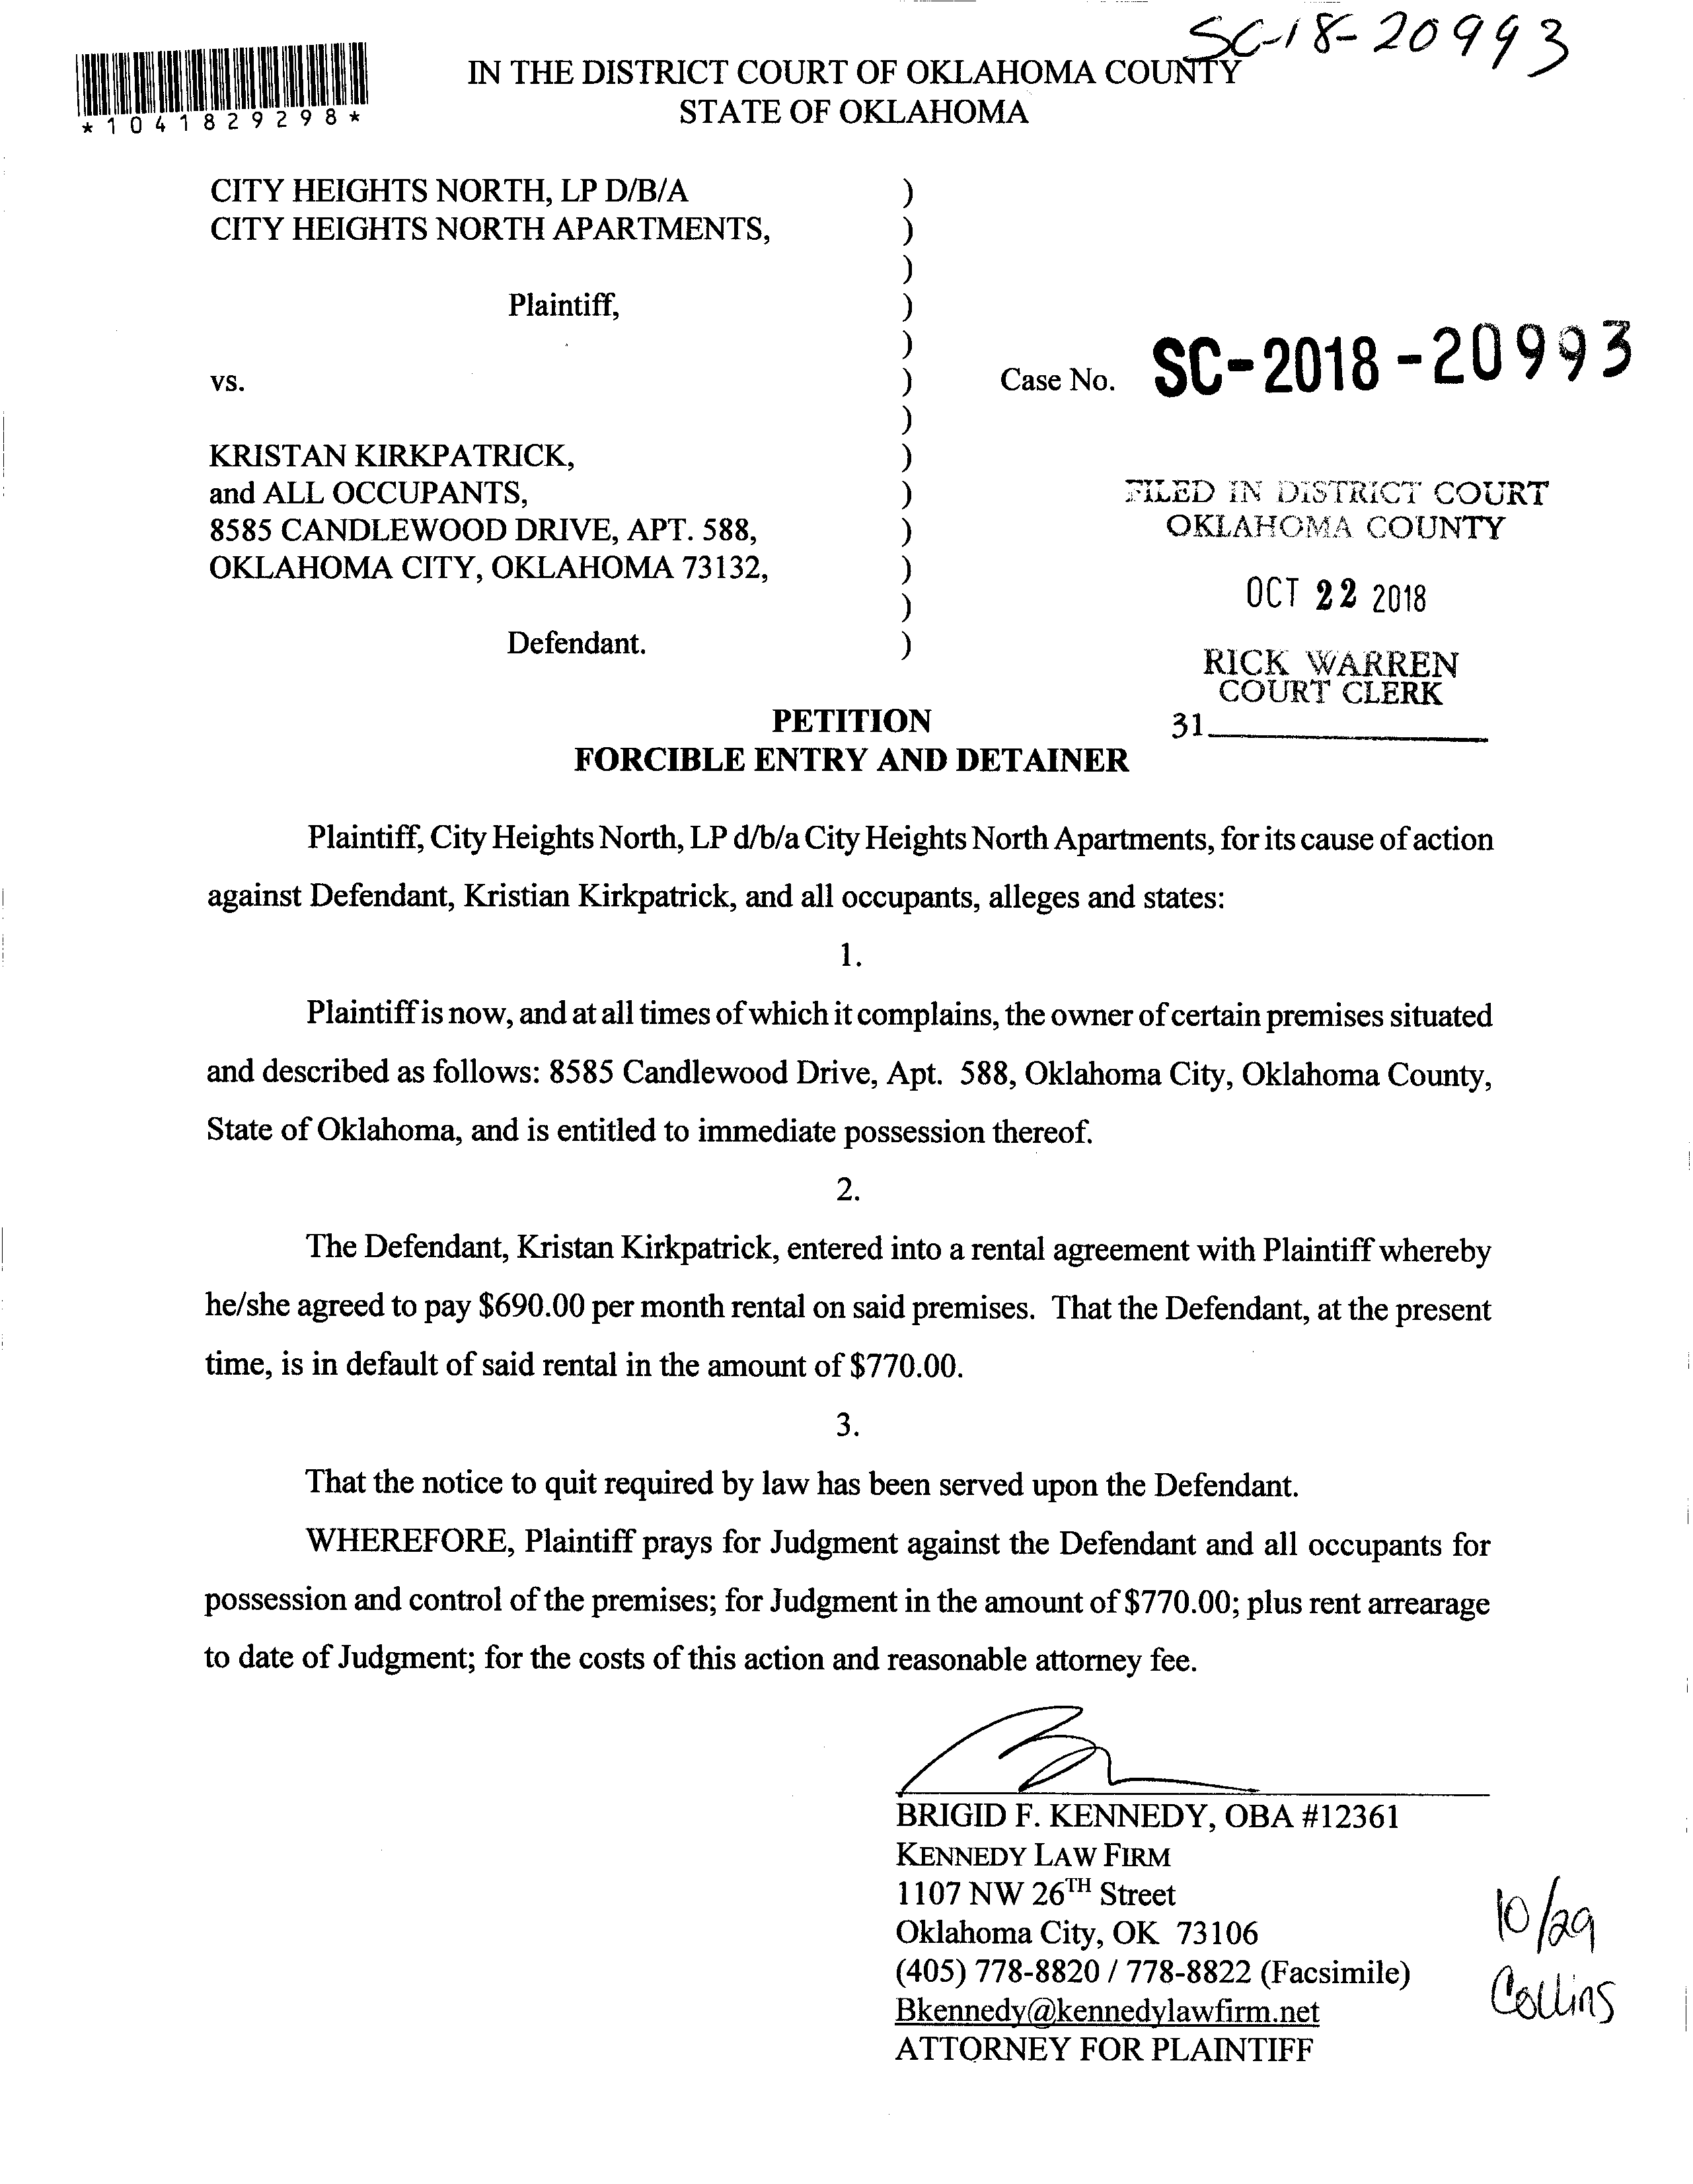 SC-18-20993
*1041829298*
IN THE DISTRICT COURT OF OKLAHOMA COUNTY
STATE OF OKLAHOMA
CITY HEIGHTS NORTH, LP D/B/A )
CITY HEIGHTS NORTH APARTMENTS, )
)
Plaintiff, )
)
vs. ) Case No. SC-2018-20993
)
KRISTAN KIRKPATRICK, )
and ALL OCCUPANTS, )
8585 CANDLEWOOD DRIVE, APT. 588, )
OKLAHOMA CITY, OKLAHOMA 73132, )
)
Defendant. )
FILED IN DISTRICT COURT
OKLAHOMA COUNTY
OCT 22 2018
RICK WARREN
COURT CLERK
31
PETITION
FORCIBLE ENTRY AND DETAINER
Plaintiff, City Heights North, LP d/b/a City Heights North Apartments, for its cause of action
against Defendant, Kristian Kirkpatrick, and all occupants, alleges and states:
1.
Plaintiff is now, and at all times of which it complains, the owner of certain premises situated
and described as follows: 8585 Candlewood Drive, Apt. 588, Oklahoma City, Oklahoma County,
State of Oklahoma, and is entitled to immediate possession thereof.
2.
The Defendant, Kristan Kirkpatrick, entered into a rental agreement with Plaintiff whereby
he/she agreed to pay $690.00 per month rental on said premises. That the Defendant, at the present
time, is in default of said rental in the amount of $770.00.
3.
That the notice to quit required by law has been served upon the Defendant.
WHEREFORE, Plaintiff prays for Judgment against the Defendant and all occupants for
possession and control of the premises; for Judgment in the amount of $770.00; plus rent arrearage
to date of Judgment; for the costs of this action and reasonable attorney fee.
BRIGID F. KENNEDY, OBA #12361
KENNEDY LAW FIRM
1107 NW 26TH Street
Oklahoma City, OK 73106
(405) 778-8820 / 778-8822 (Facsimile)
Bkennedy@kennedylawfirm.net
ATTORNEY FOR PLAINTIFF
10/29
Collins